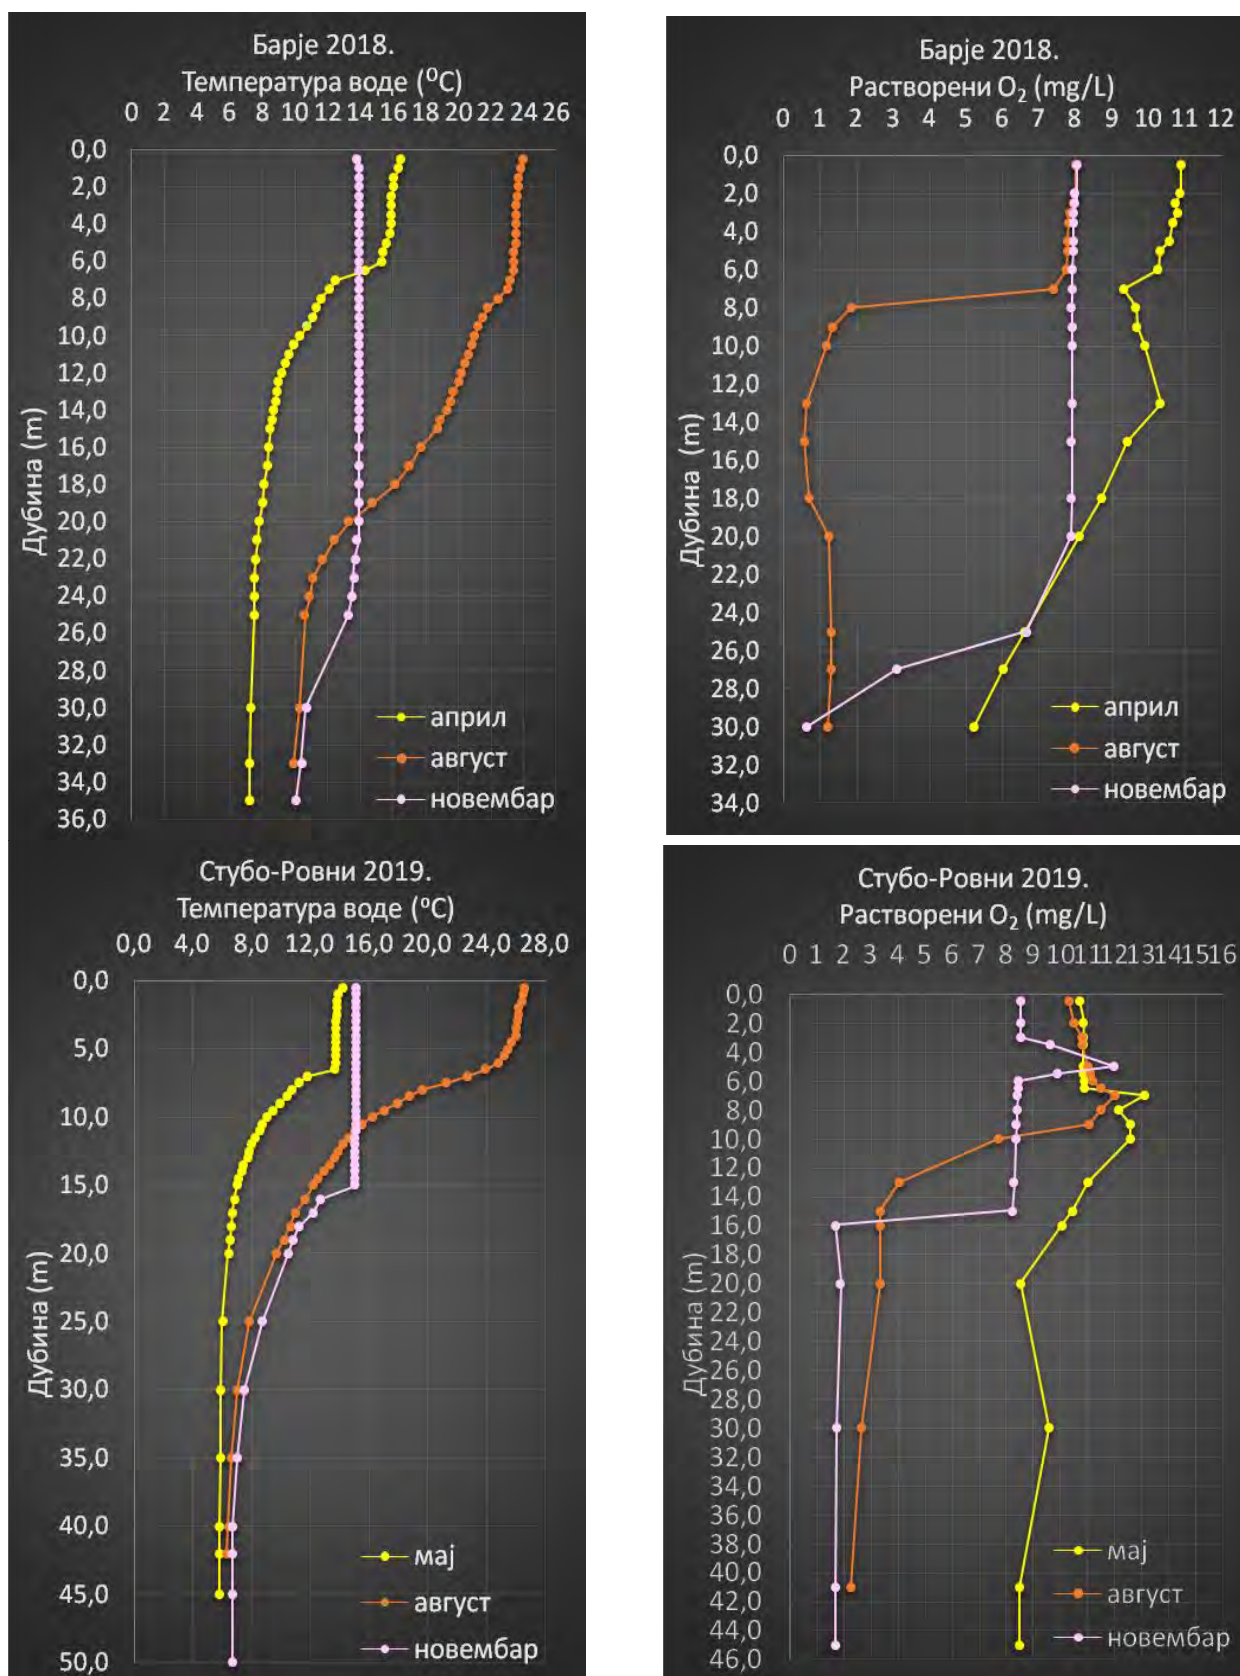 Барје 2018.
Температура воде (⁰C)
0 2 4 6 8 10 12 14 16 18 20 22 24 26
0,0
2,0
4,0
6,0
8,0
10,0
12,0
14,0
16,0
18,0
20,0
22,0
24,0
26,0
28,0
30,0
32,0
34,0
36,0
Дубина (m)
април
август
новембар
Барје 2018.
Растворени O₂ (mg/L)
0 1 2 3 4 5 6 7 8 9 10 11 12
0,0
2,0
4,0
6,0
8,0
10,0
12,0
14,0
16,0
18,0
20,0
22,0
24,0
26,0
28,0
30,0
32,0
34,0
Дубина (m)
април
август
новембар
Стубо-Ровни 2019.
Температура воде (⁰C)
0,0 4,0 8,0 12,0 16,0 20,0 24,0 28,0
0,0
5,0
10,0
15,0
20,0
25,0
30,0
35,0
40,0
45,0
50,0
Дубина (m)
мај
август
новембар
Стубо-Ровни 2019.
Растворени O₂ (mg/L)
0 1 2 3 4 5 6 7 8 9 10 11 12 13 14 15 16
0,0
2,0
4,0
6,0
8,0
10,0
12,0
14,0
16,0
18,0
20,0
22,0
24,0
26,0
28,0
30,0
32,0
34,0
36,0
38,0
40,0
42,0
44,0
46,0
Дубина (m)
мај
август
новембар